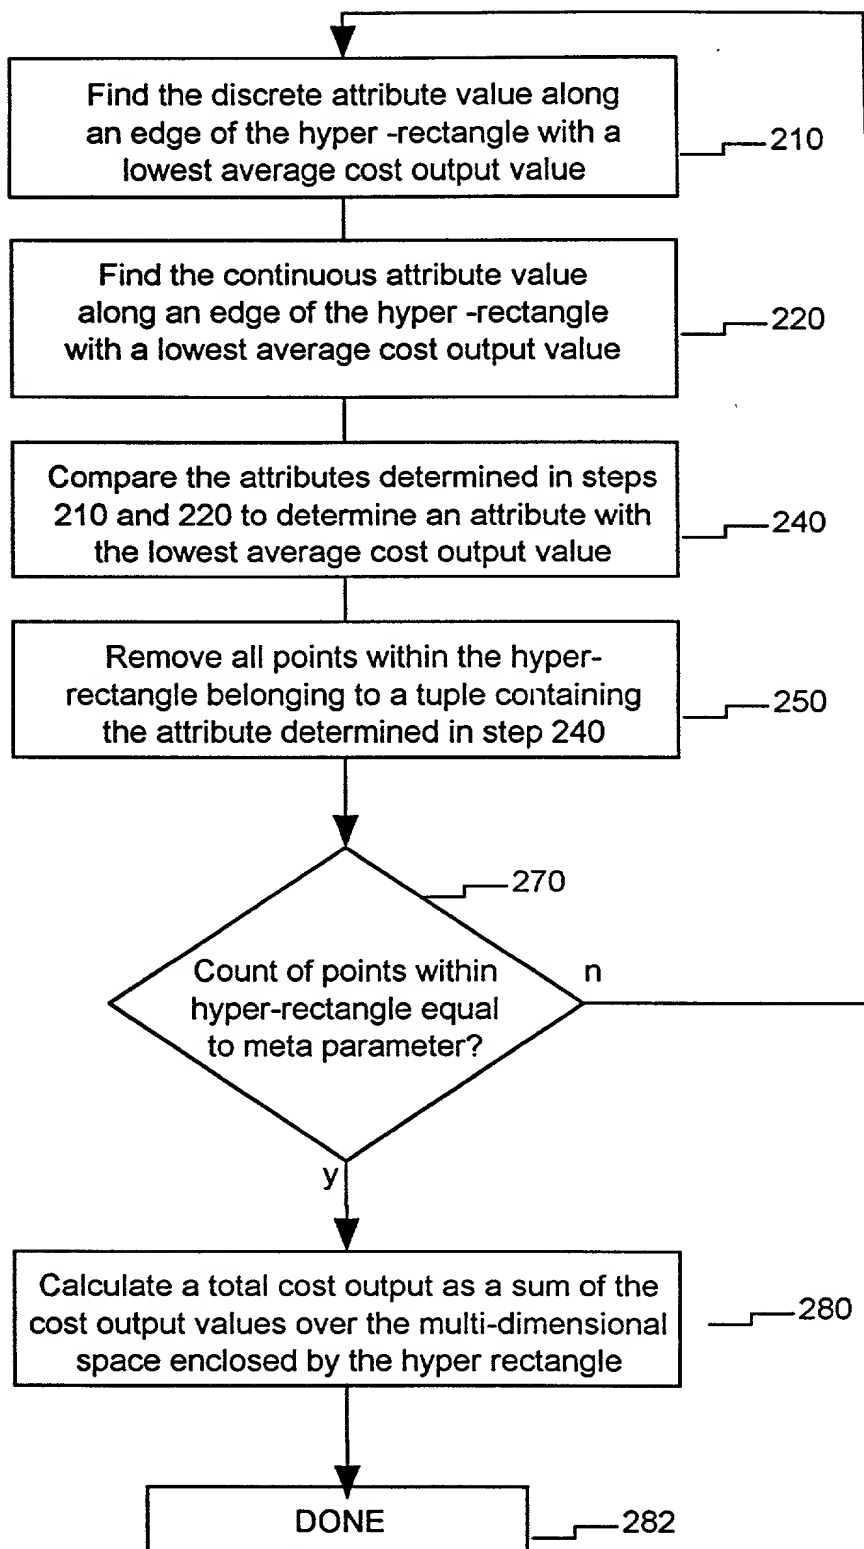 Find the discrete attribute value along
an edge of the hyper -rectangle with a
lowest average cost output value
210
Find the continuous attribute value
along an edge of the hyper -rectangle
with a lowest average cost output value
220
Compare the attributes determined in steps
210 and 220 to determine an attribute with
the lowest average cost output value
240
Remove all points within the hyper-
rectangle belonging to a tuple containing
the attribute determined in step 240
250
270
Count of points within
hyper-rectangle equal
to meta parameter?
n
y
Calculate a total cost output as a sum of the
cost output values over the multi-dimensional
space enclosed by the hyper rectangle
280
DONE
282